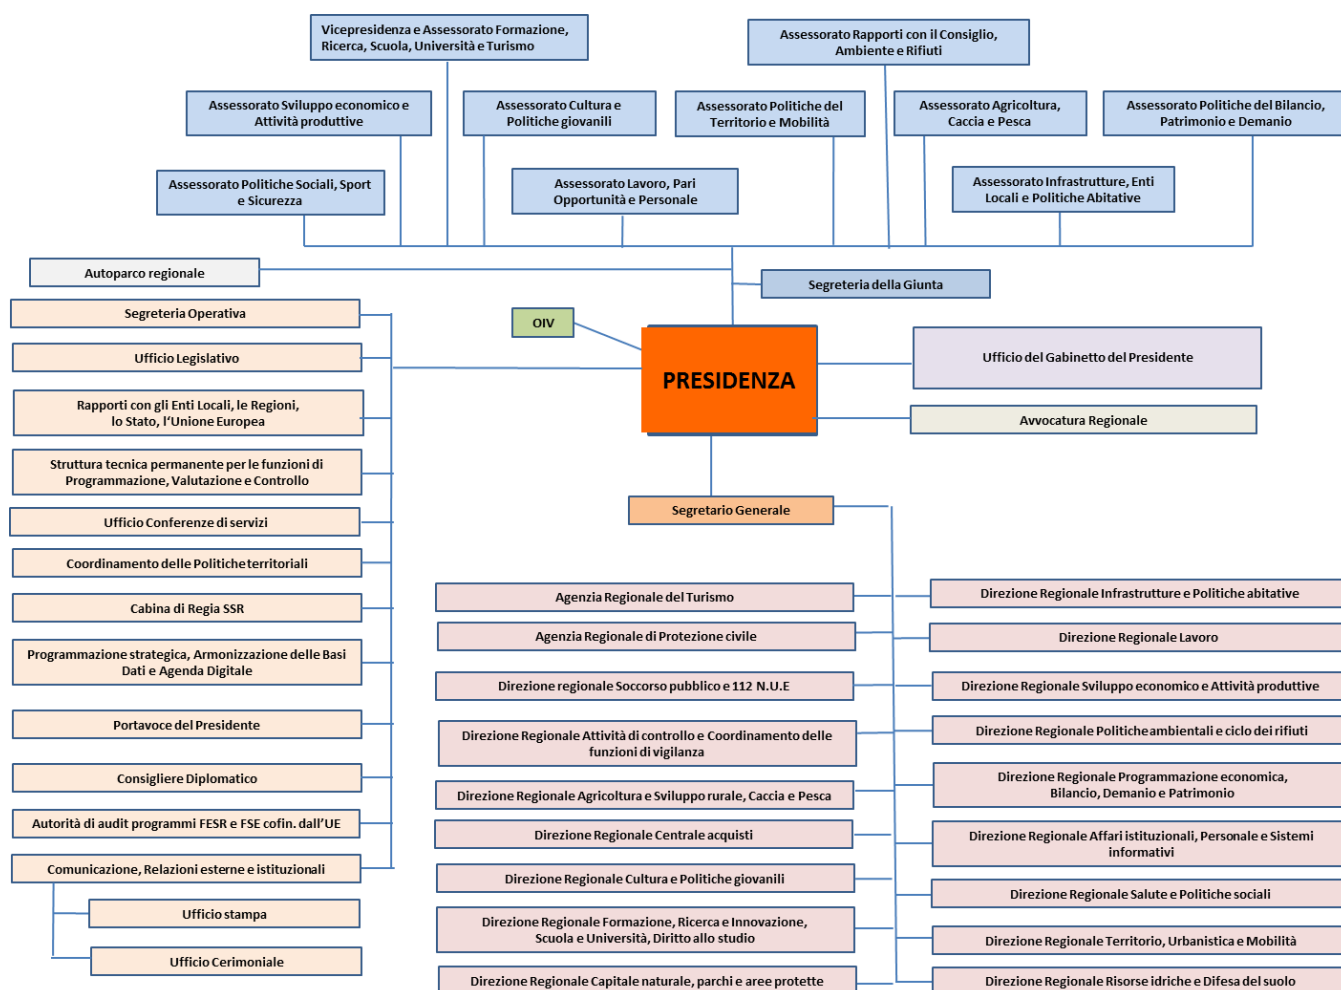 Vicepresidenza e Assessorato Formazione,
Ricerca, Scuola, Università e Turismo
Assessorato Rapporti con il Consiglio,
Ambiente e Rifiuti
Assessorato Sviluppo economico e
Attività produttive
Assessorato Cultura e
Politiche giovanili
Assessorato Politiche del
Territorio e Mobilità
Assessorato Agricoltura,
Caccia e Pesca
Assessorato Politiche del Bilancio,
Patrimonio e Demanio
Assessorato Politiche Sociali, Sport
e Sicurezza
Assessorato Lavoro, Pari
Opportunità e Personale
Assessorato Infrastrutture, Enti
Locali e Politiche Abitative
Autoparco regionale
Segreteria della Giunta
OIV
PRESIDENZA
Ufficio del Gabinetto del Presidente
Avvocatura Regionale
Segreteria Operativa
Ufficio Legislativo
Rapporti con gli Enti Locali, le Regioni,
lo Stato, l'Unione Europea
Struttura tecnica permanente per le funzioni di
Programmazione, Valutazione e Controllo
Ufficio Conferenze di servizi
Coordinamento delle Politiche territoriali
Cabina di Regia SSR
Programmazione strategica, Armonizzazione delle Basi
Dati e Agenda Digitale
Portavoce del Presidente
Consigliere Diplomatico
Autorità di audit programmi FESR e FSE cofin. dall'UE
Comunicazione, Relazioni esterne e istituzionali
Ufficio stampa
Ufficio Cerimoniale
Segretario Generale
Agenzia Regionale del Turismo
Agenzia Regionale di Protezione civile
Direzione regionale Soccorso pubblico e 112 N.U.E
Direzione Regionale Attività di controllo e Coordinamento delle
funzioni di vigilanza
Direzione Regionale Agricoltura e Sviluppo rurale, Caccia e Pesca
Direzione Regionale Centrale acquisti
Direzione Regionale Cultura e Politiche giovanili
Direzione Regionale Formazione, Ricerca e Innovazione,
Scuola e Università, Diritto allo studio
Direzione Regionale Capitale naturale, parchi e aree protette
Direzione Regionale Infrastrutture e Politiche abitative
Direzione Regionale Lavoro
Direzione Regionale Sviluppo economico e Attività produttive
Direzione Regionale Politiche ambientali e ciclo dei rifiuti
Direzione Regionale Programmazione economica,
Bilancio, Demanio e Patrimonio
Direzione Regionale Affari istituzionali, Personale e Sistemi
informativi
Direzione Regionale Salute e Politiche sociali
Direzione Regionale Territorio, Urbanistica e Mobilità
Direzione Regionale Risorse idriche e Difesa del suolo